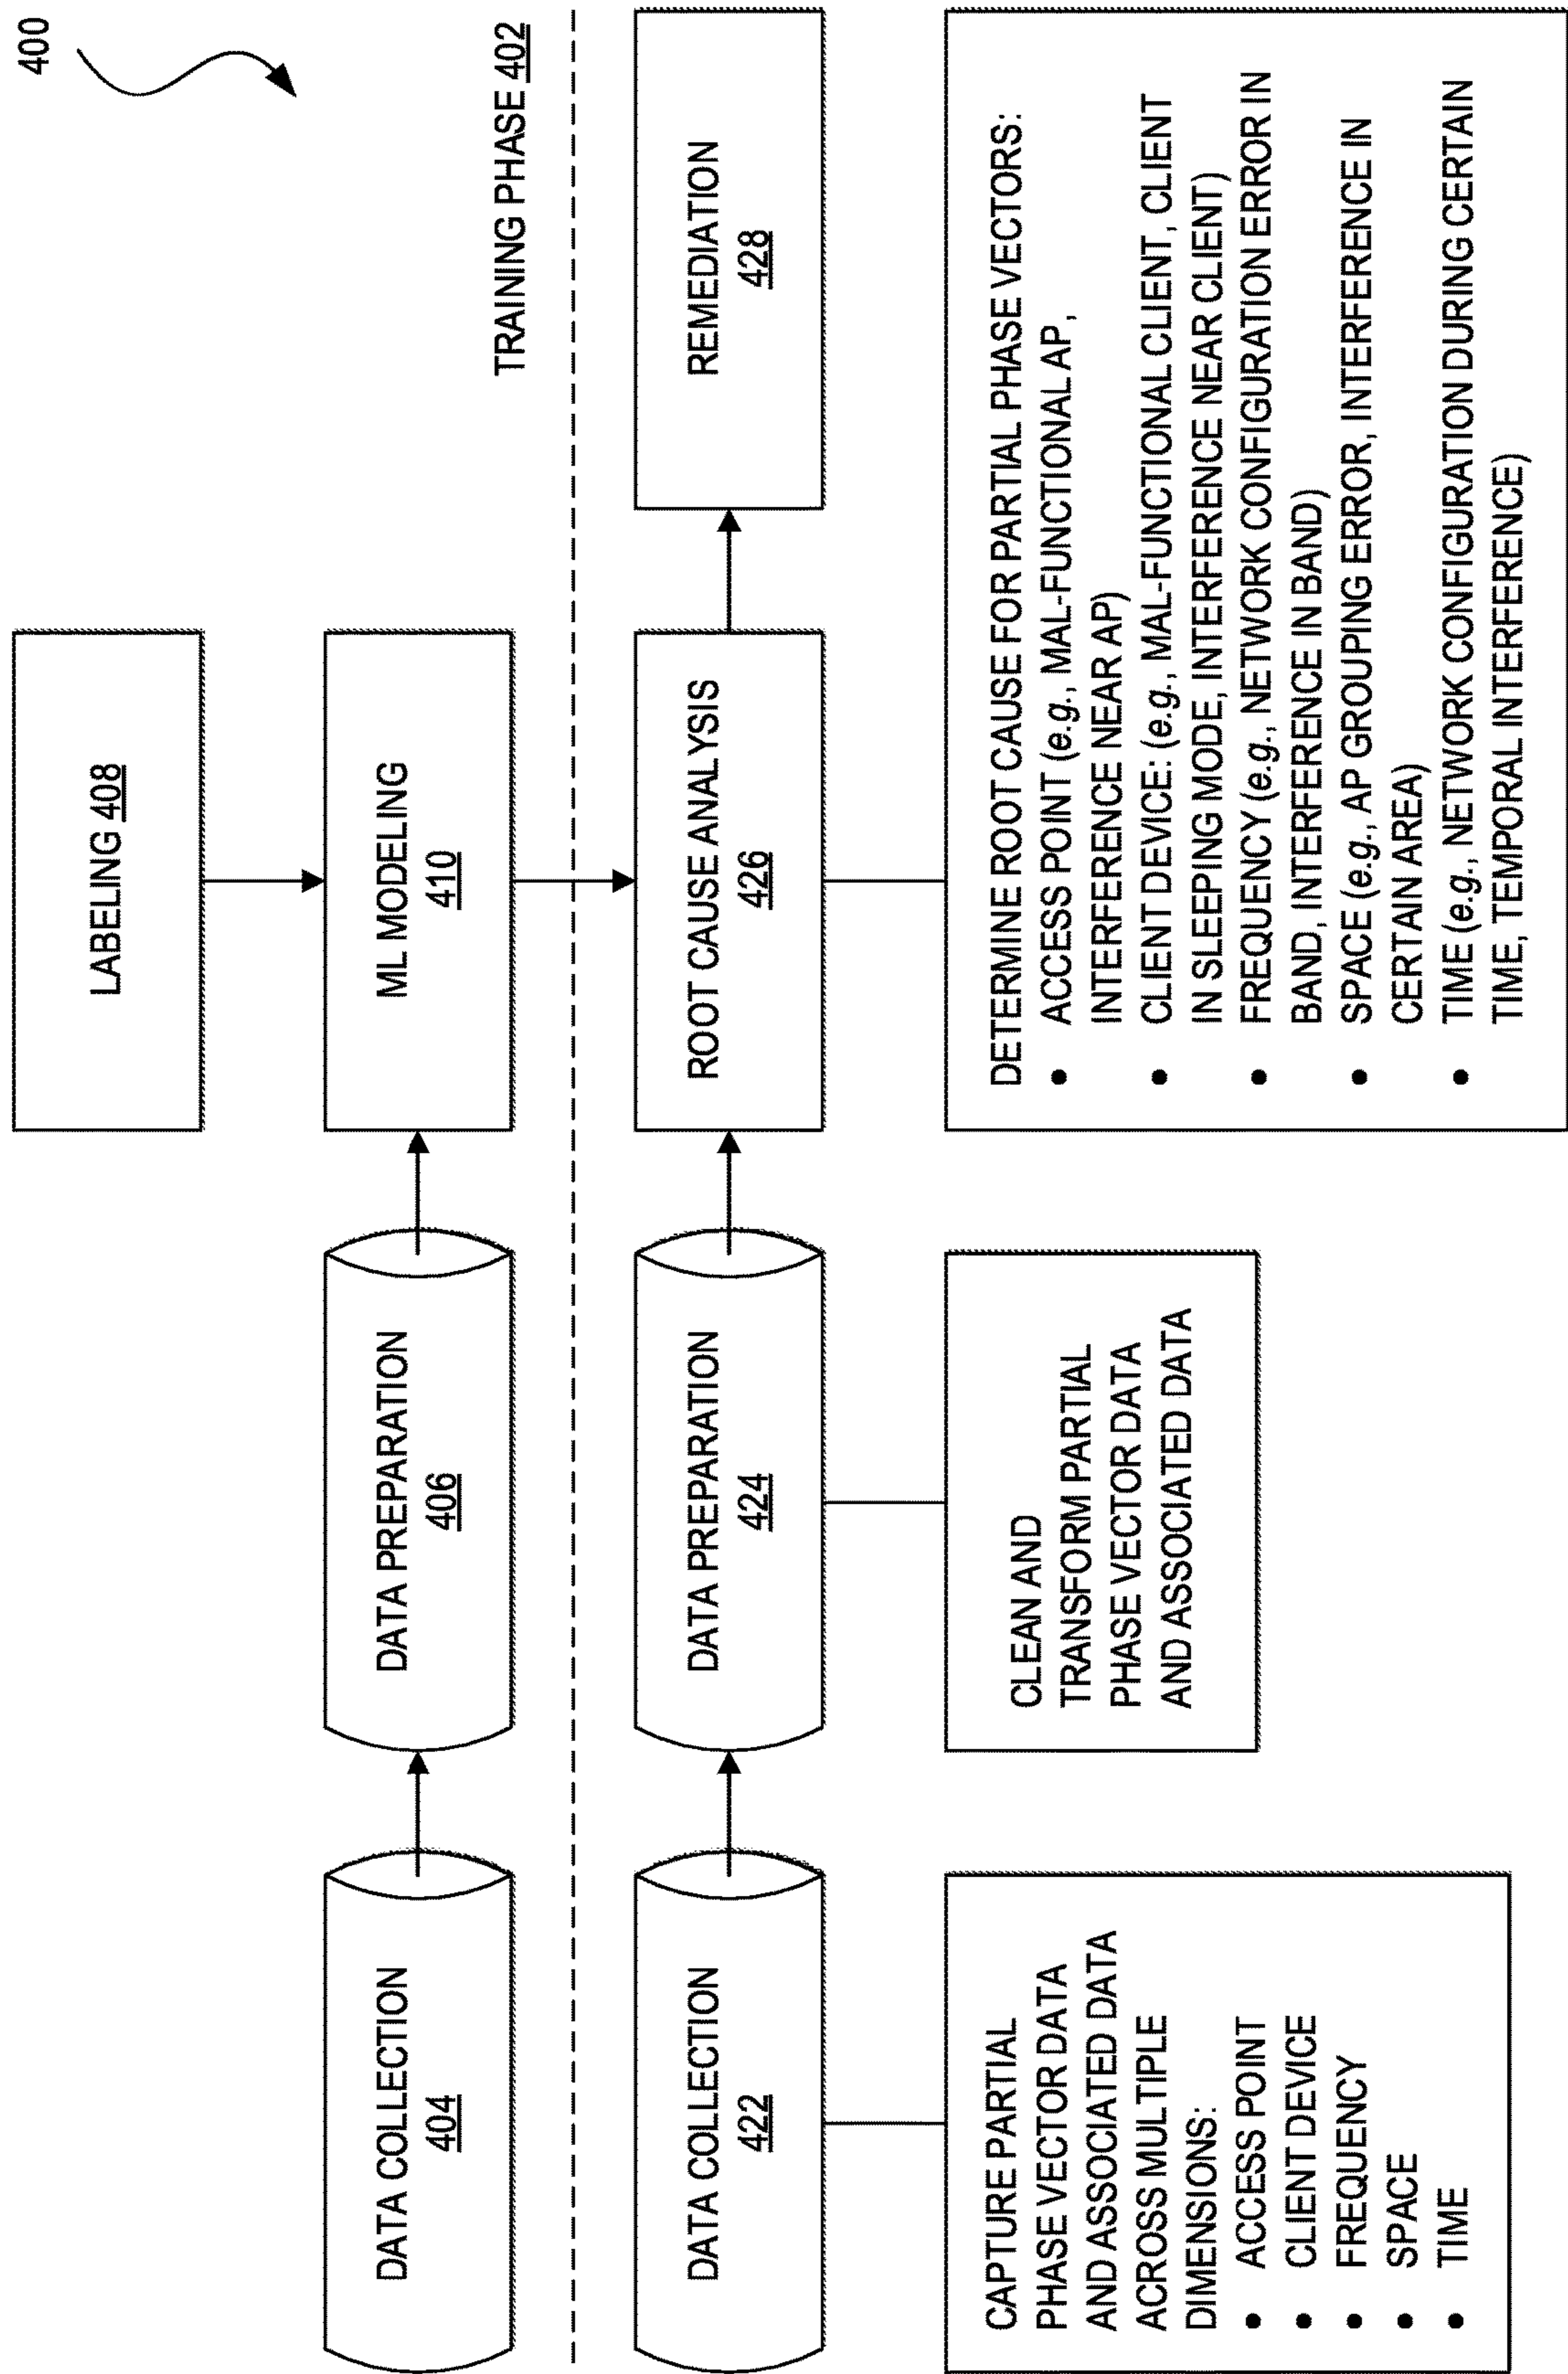 400
LABELING 408
DATA COLLECTION
404
DATA PREPARATION
406
ML MODELING
410
TRAINING PHASE 402
DATA COLLECTION
422
DATA PREPARATION
424
ROOT CAUSE ANALYSIS
426
REMEDIATION
428
CAPTURE PARTIAL
PHASE VECTOR DATA
AND ASSOCIATED DATA
ACROSS MULTIPLE
DIMENSIONS:
• ACCESS POINT
• CLIENT DEVICE
• FREQUENCY
• SPACE
• TIME
CLEAN AND
TRANSFORM PARTIAL
PHASE VECTOR DATA
AND ASSOCIATED DATA
DETERMINE ROOT CAUSE FOR PARTIAL PHASE VECTORS:
• ACCESS POINT (e.g., MAL-FUNCTIONAL AP,
INTERFERENCE NEAR AP)
• CLIENT DEVICE: (e.g., MAL-FUNCTIONAL CLIENT, CLIENT
IN SLEEPING MODE, INTERFERENCE NEAR CLIENT)
• FREQUENCY (e.g., NETWORK CONFIGURATION ERROR IN
BAND, INTERFERENCE IN BAND)
• SPACE (e.g., AP GROUPING ERROR, INTERFERENCE IN
CERTAIN AREA)
• TIME (e.g., NETWORK CONFIGURATION DURING CERTAIN
TIME, TEMPORAL INTERFERENCE)